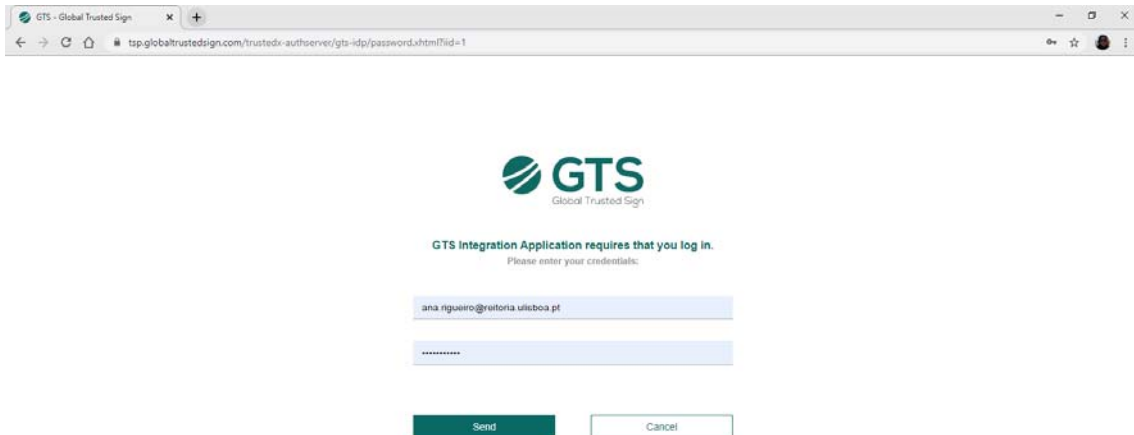 GTS - Global Trusted Sign
tsp.globaltrustedsign.com/trustedx-authserver/gts-idp/password.xhtml?iid=1
GTS
Global Trusted Sign
GTS Integration Application requires that you log in.
Please enter your credentials:
ana.rigueiro@reitoria.ulisboa.pt
•••••••••••
Send Cancel